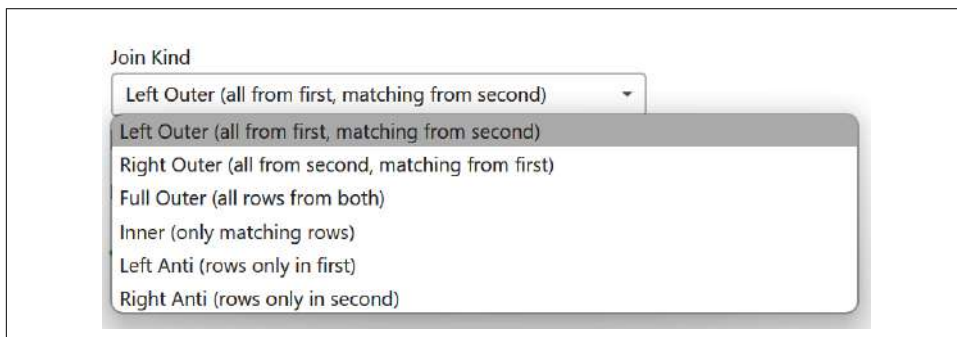 Join Kind
Left Outer (all from first, matching from second)
Left Outer (all from first, matching from second)
Right Outer (all from second, matching from first)
Full Outer (all rows from both)
Inner (only matching rows)
Left Anti (rows only in first)
Right Anti (rows only in second)